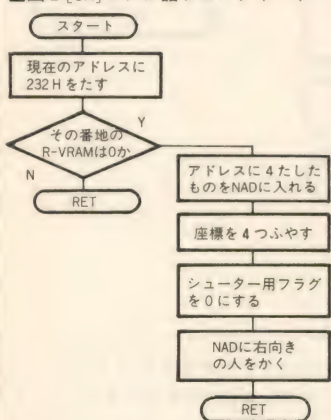 スタート
現在のアドレスに
232Hをたす
その番地の
R-VRAMは0か
Y
N
RET
アドレスに4たした
ものをNADに入れる
座標を4つふやす
シューター用フラグ
を0にする
NADに右向き
の人をかく
RET